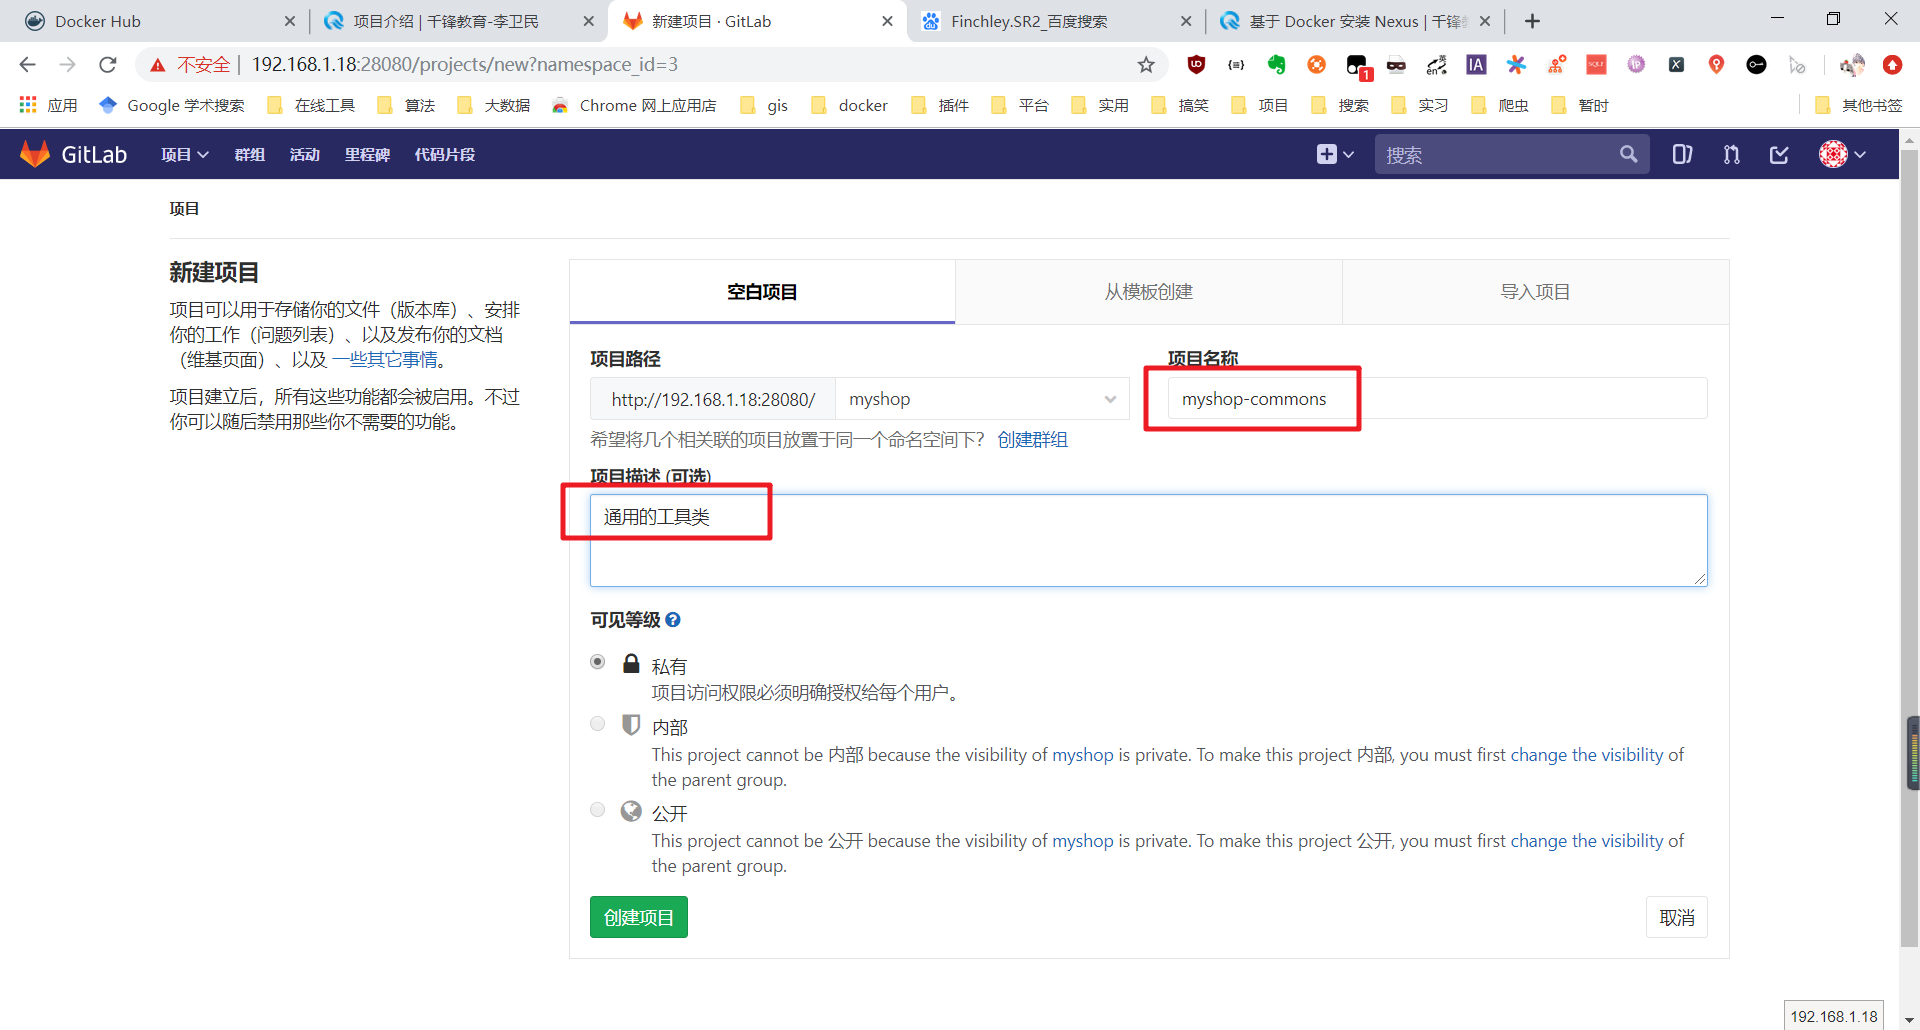 Docker Hub
项目介绍 | 千锋教育-李卫民
新建项目 · GitLab
Finchley.SR2_百度搜索
基于 Docker 安装 Nexus | 千锋
不安全 | 192.168.1.18:28080/projects/new?namespace_id=3
应用
Google 学术搜索
在线工具
算法
大数据
Chrome 网上应用店
gis
docker
插件
平台
实用
搞笑
项目
搜索
实习
爬虫
暂时
其他书签
GitLab
项目
群组
活动
里程碑
代码片段
搜索
项目
新建项目
项目可以用于存储你的文件（版本库）、安排
你的工作（问题列表）、以及发布你的文档
（维基页面）、以及 一些其它事情。
项目建立后，所有这些功能都会被启用。不过
你可以随后禁用那些你不需要的功能。
空白项目
从模板创建
导入项目
项目路径
项目名称
http://192.168.1.18:28080/
myshop
myshop-commons
希望将几个相关联的项目放置于同一个命名空间下？ 创建群组
项目描述 (可选)
通用的工具类
可见等级
私有
项目访问权限必须明确授权给每个用户。
内部
This project cannot be 内部 because the visibility of myshop is private. To make this project 内部, you must first change the visibility of
the parent group.
公开
This project cannot be 公开 because the visibility of myshop is private. To make this project 公开, you must first change the visibility of
the parent group.
创建项目
取消
192.168.1.18